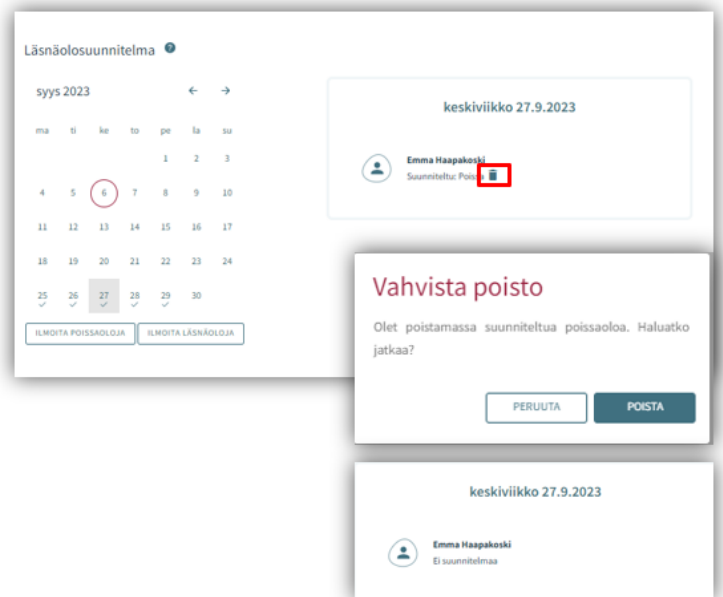 Läsnäolosuunnitelma ?
syys 2023 ← →
ma ti ke to pe la su
1 2 3
4 5 6 7 8 9 10
11 12 13 14 15 16 17
18 19 20 21 22 23 24
25 26 27 28 29 30
ILMOITA POISSAOLOJA ILMOITA LÄSNÄOLOJA
keskiviikko 27.9.2023
Emma Haapakoski
Suunniteltu: Poissa
Vahvista poisto
Olet poistamassa suunniteltua poissaoloa. Haluatko
jatkaa?
PERUUTA POISTA
keskiviikko 27.9.2023
Emma Haapakoski
Ei suunnitelmaa